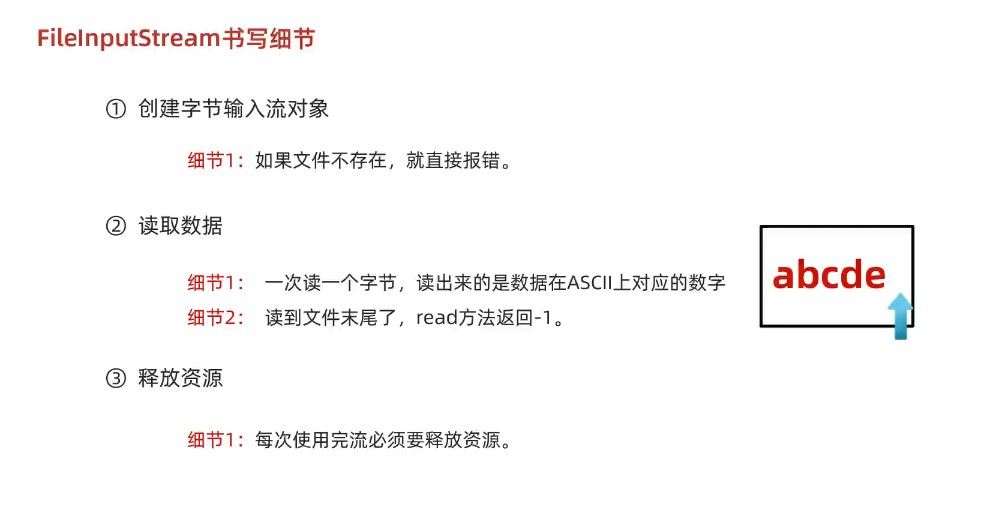 FileInputStream书写细节
① 创建字节输入流对象
细节1：如果文件不存在，就直接报错。
② 读取数据
细节1： 一次读一个字节，读出来的是数据在ASCII上对应的数字
细节2： 读到文件末尾了，read方法返回-1。
abcde
③ 释放资源
细节1：每次使用完流必须要释放资源。